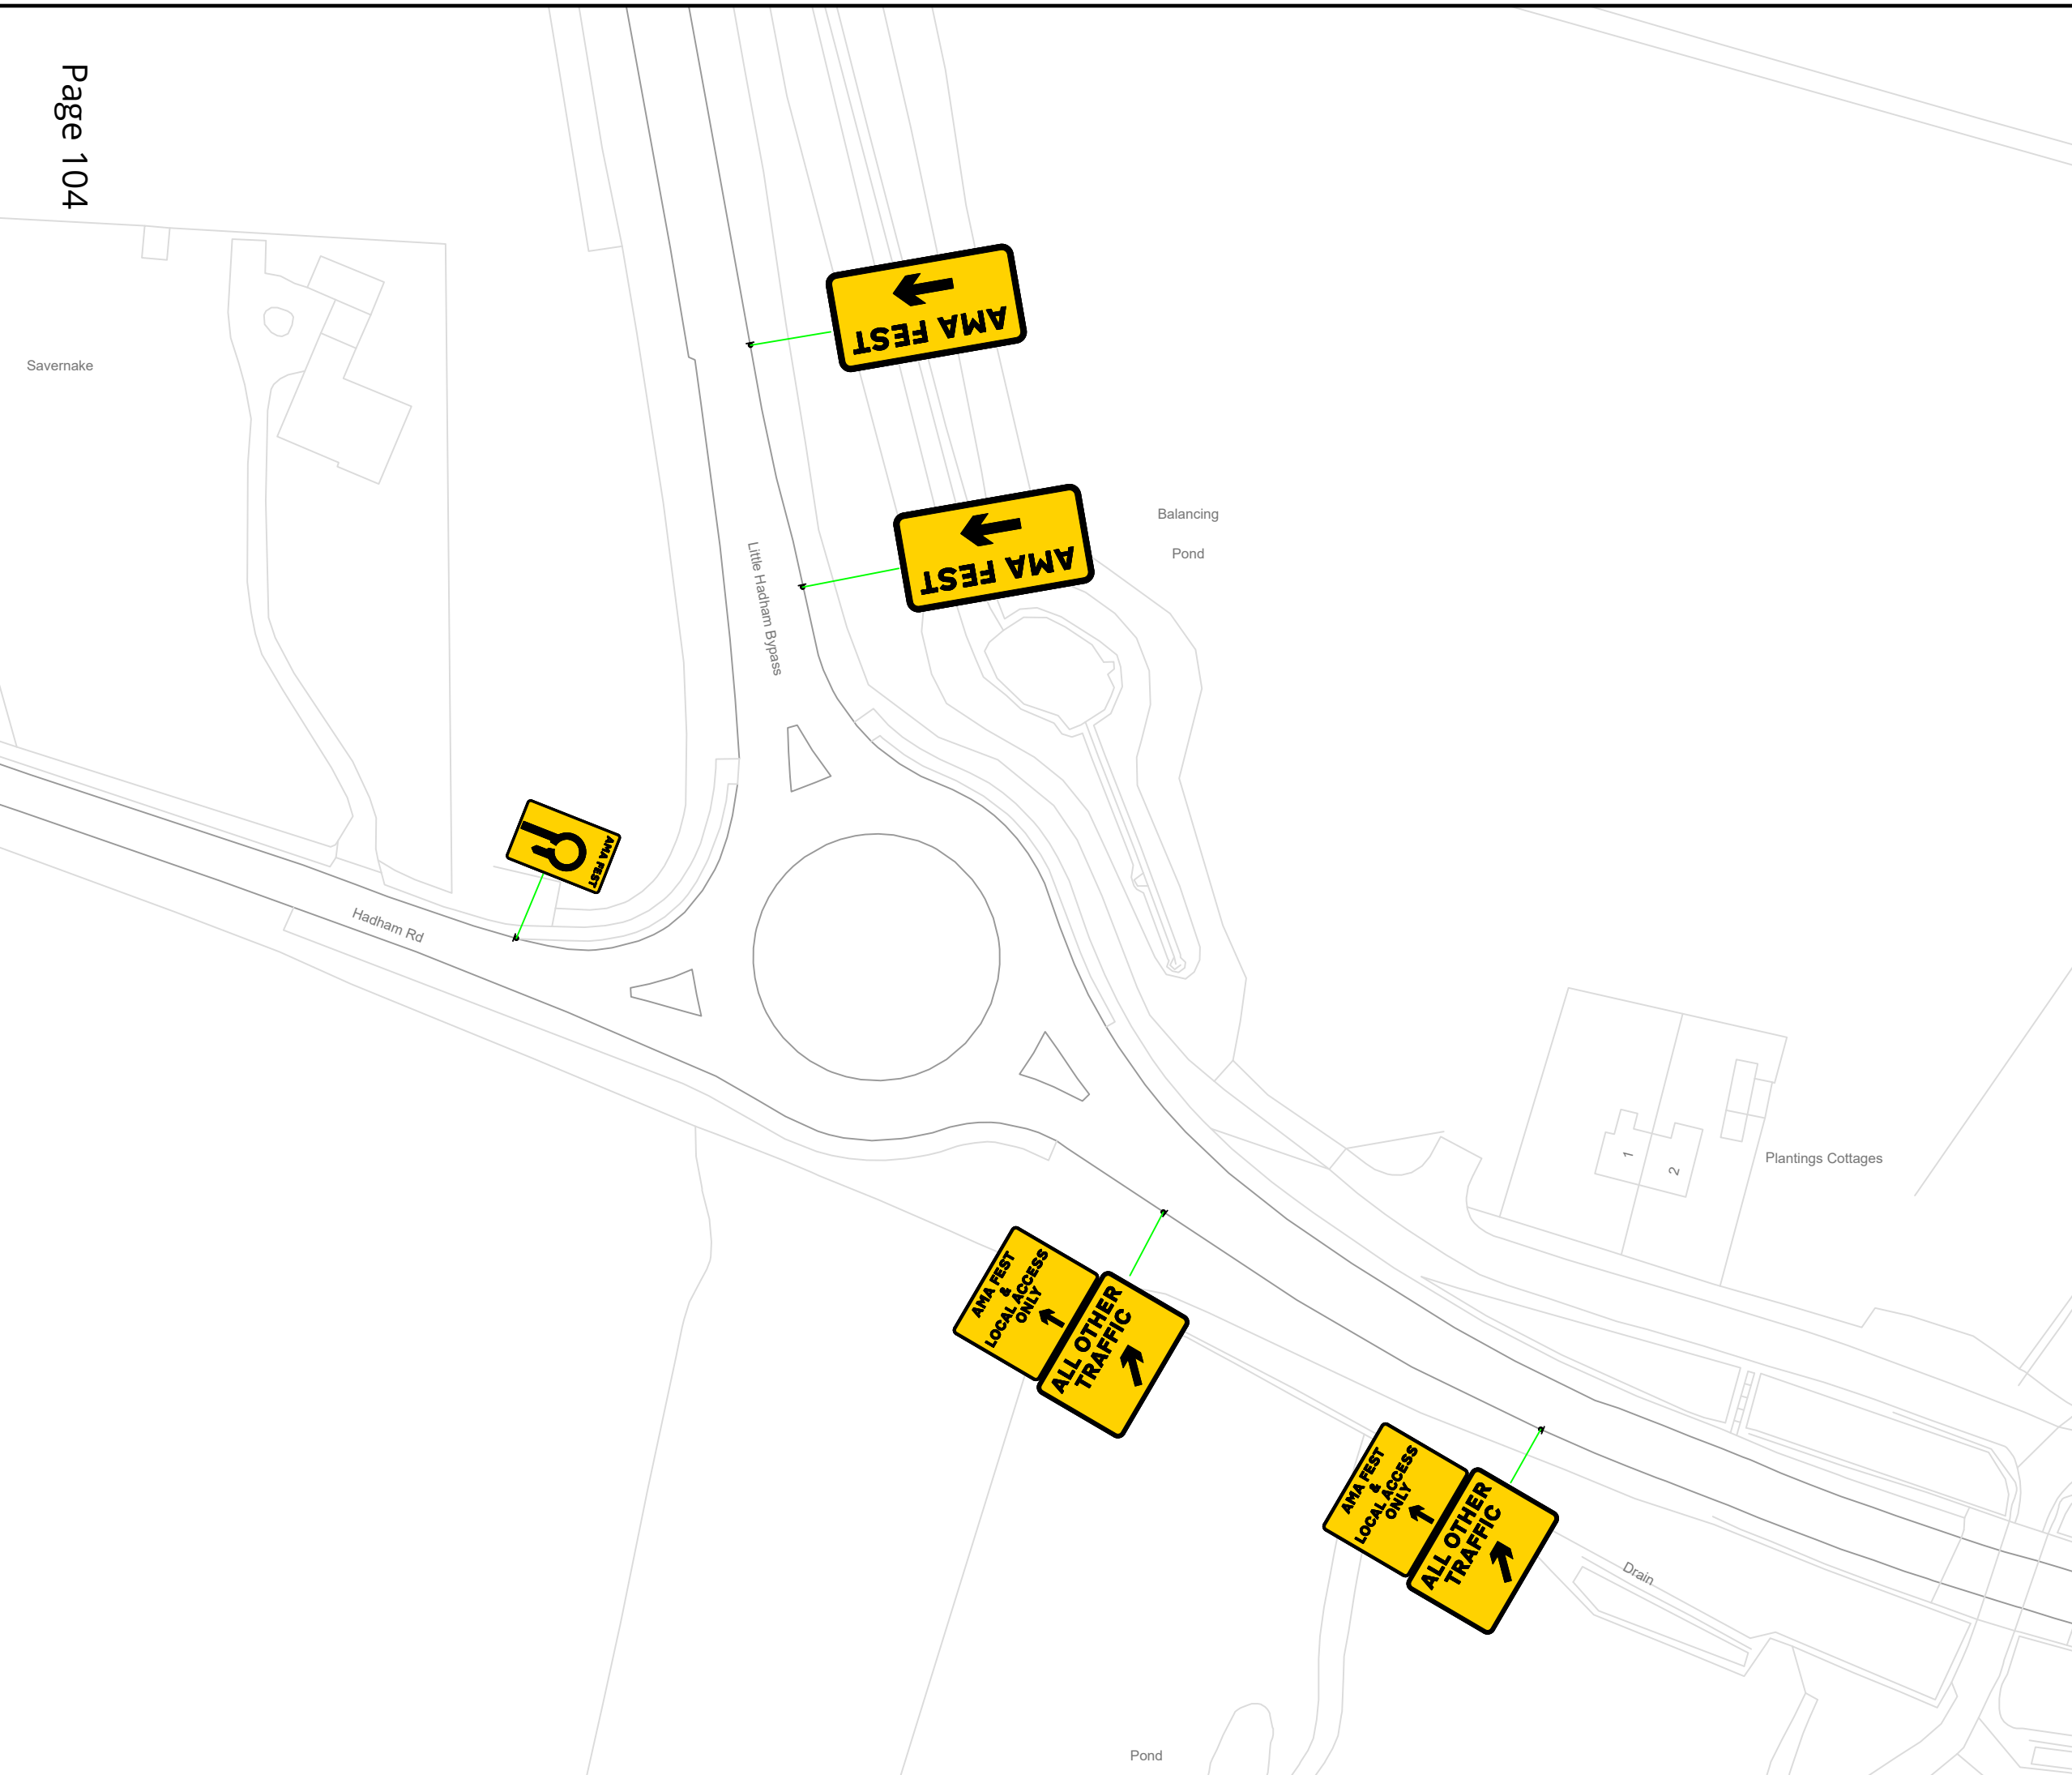 Page 104
AMA FEST
Savernake
AMA FEST
Balancing
Pond
Little Hadham Bypass
AMA FEST
Hadham Rd
1
2
Plantings Cottages
AMA FEST
&
LOCAL ACCESS
ONLY
ALL OTHER
TRAFFIC
AMA FEST
&
LOCAL ACCESS
ONLY
ALL OTHER
TRAFFIC
Drain
Pond